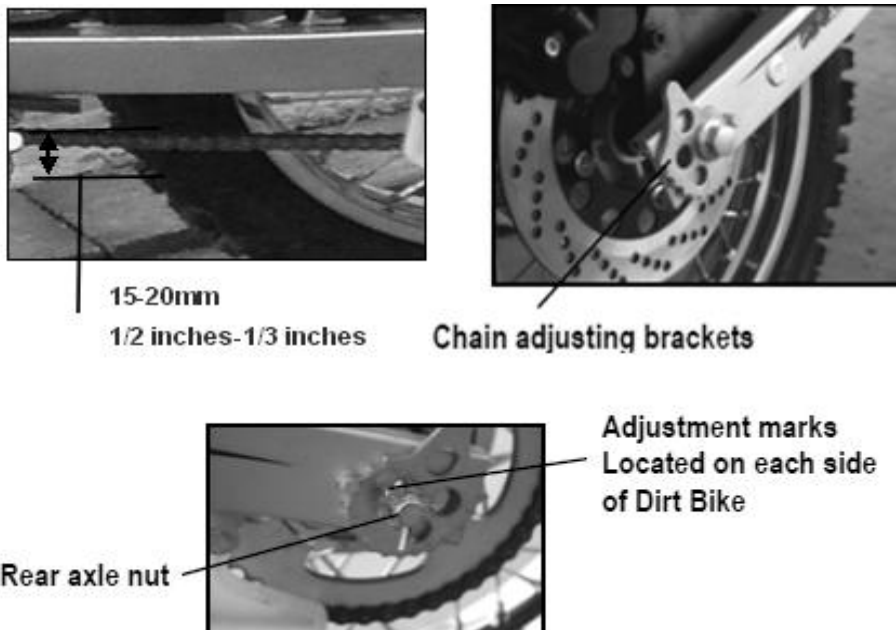 15-20mm
1/2 inches-1/3 inches
Chain adjusting brackets
Adjustment marks
Located on each side
of Dirt Bike
Rear axle nut